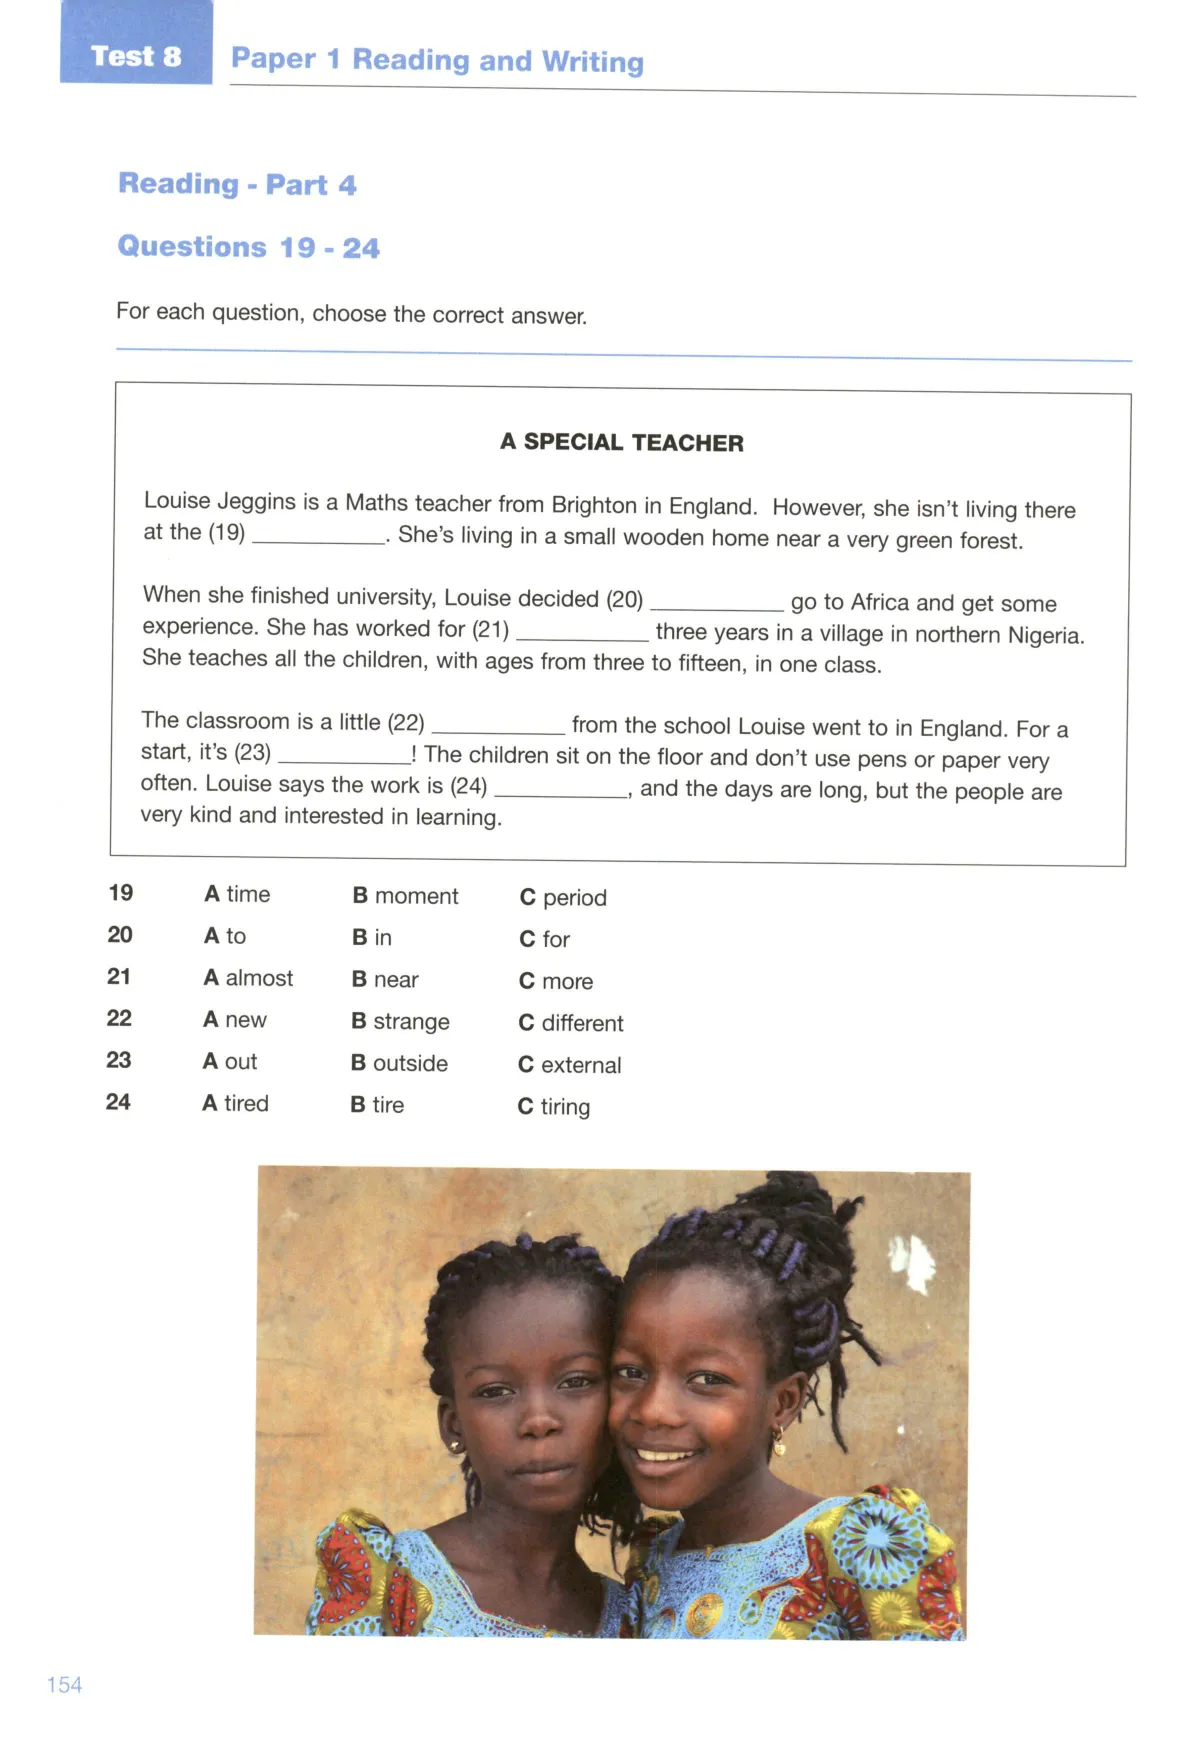 Test 8
Paper 1 Reading and Writing
Reading - Part 4
Questions 19 - 24
For each question, choose the correct answer.
A SPECIAL TEACHER
Louise Jeggins is a Maths teacher from Brighton in England. However, she isn't living there
at the (19) ___________. She's living in a small wooden home near a very green forest.
When she finished university, Louise decided (20) ___________ go to Africa and get some
experience. She has worked for (21) ___________ three years in a village in northern Nigeria.
She teaches all the children, with ages from three to fifteen, in one class.
The classroom is a little (22) ___________ from the school Louise went to in England. For a
start, it's (23) ___________! The children sit on the floor and don't use pens or paper very
often. Louise says the work is (24) ___________, and the days are long, but the people are
very kind and interested in learning.
19 A time B moment C period
20 A to B in C for
21 A almost B near C more
22 A new B strange C different
23 A out B outside C external
24 A tired B tire C tiring
154